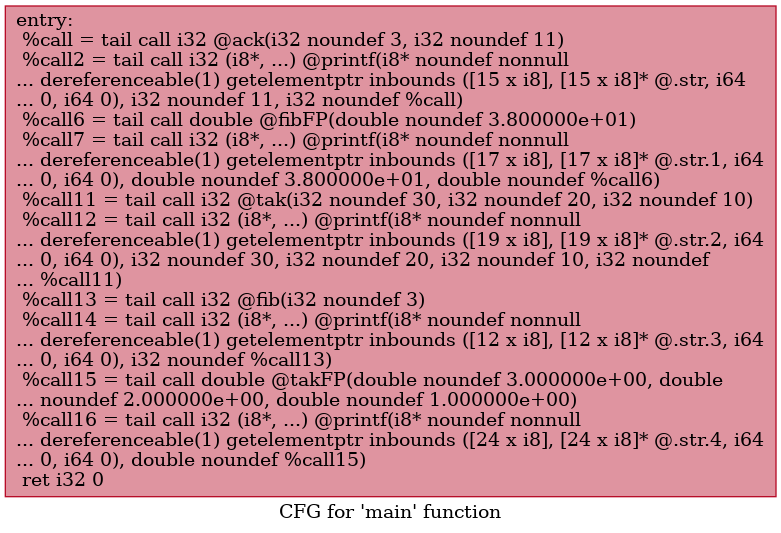 entry:
%call = tail call i32 @ack(i32 noundef 3, i32 noundef 11)
%call2 = tail call i32 (i8*, ...) @printf(i8* noundef nonnull
... dereferenceable(1) getelementptr inbounds ([15 x i8], [15 x i8]* @.str, i64
... 0, i64 0), i32 noundef 11, i32 noundef %call)
%call6 = tail call double @fibFP(double noundef 3.800000e+01)
%call7 = tail call i32 (i8*, ...) @printf(i8* noundef nonnull
... dereferenceable(1) getelementptr inbounds ([17 x i8], [17 x i8]* @.str.1, i64
... 0, i64 0), double noundef 3.800000e+01, double noundef %call6)
%call11 = tail call i32 @tak(i32 noundef 30, i32 noundef 20, i32 noundef 10)
%call12 = tail call i32 (i8*, ...) @printf(i8* noundef nonnull
... dereferenceable(1) getelementptr inbounds ([19 x i8], [19 x i8]* @.str.2, i64
... 0, i64 0), i32 noundef 30, i32 noundef 20, i32 noundef 10, i32 noundef
... %call11)
%call13 = tail call i32 @fib(i32 noundef 3)
%call14 = tail call i32 (i8*, ...) @printf(i8* noundef nonnull
... dereferenceable(1) getelementptr inbounds ([12 x i8], [12 x i8]* @.str.3, i64
... 0, i64 0), i32 noundef %call13)
%call15 = tail call double @takFP(double noundef 3.000000e+00, double
... noundef 2.000000e+00, double noundef 1.000000e+00)
%call16 = tail call i32 (i8*, ...) @printf(i8* noundef nonnull
... dereferenceable(1) getelementptr inbounds ([24 x i8], [24 x i8]* @.str.4, i64
... 0, i64 0), double noundef %call15)
ret i32 0
CFG for 'main' function